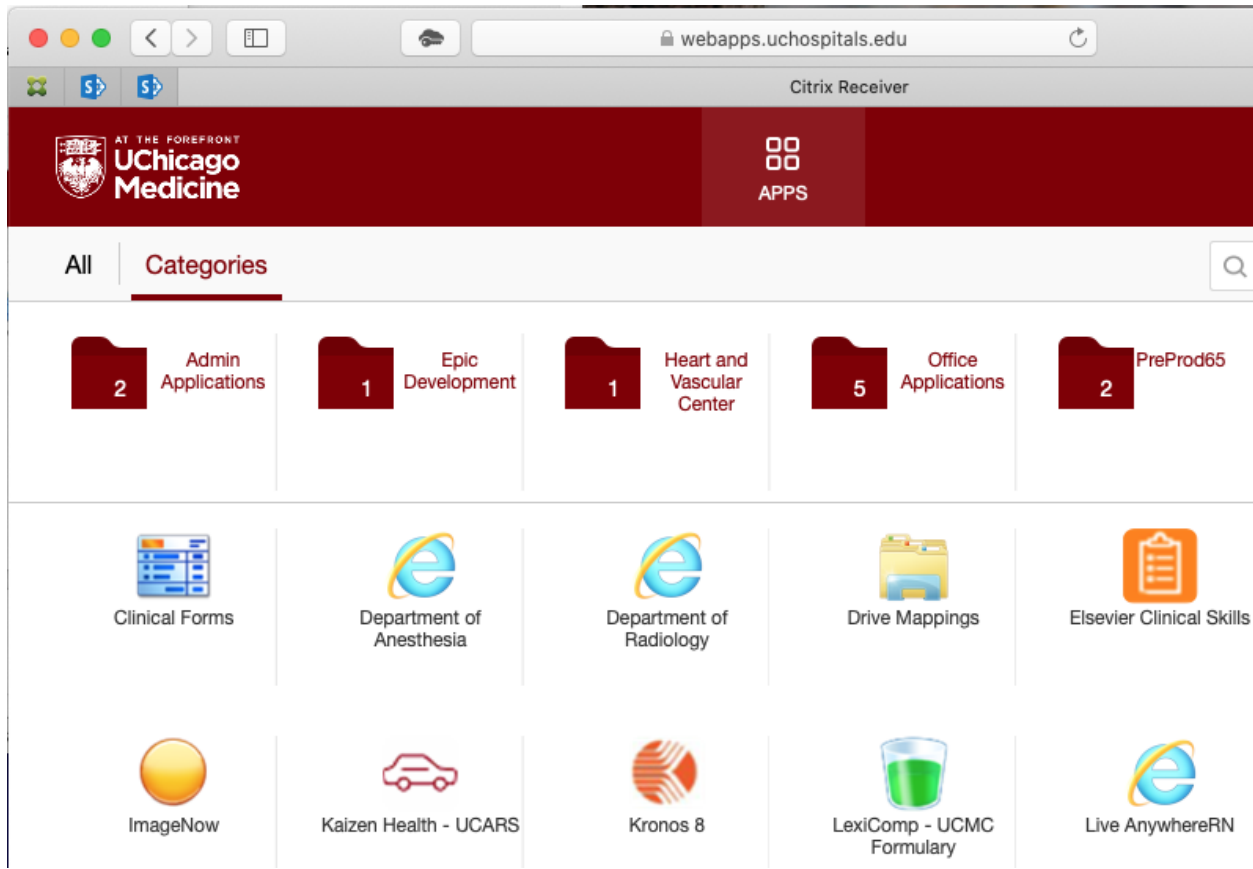 webapps.uchospitals.edu
S S
Citrix Receiver
AT THE FOREFRONT
UChicago
Medicine
APPS
All
Categories
2
Admin
Applications
1
Epic
Development
1
Heart and
Vascular
Center
5
Office
Applications
2
PreProd65
Clinical Forms
Department of
Anesthesia
Department of
Radiology
Drive Mappings
Elsevier Clinical Skills
ImageNow
Kaizen Health - UCARS
Kronos 8
LexiComp - UCMC
Formulary
Live AnywhereRN